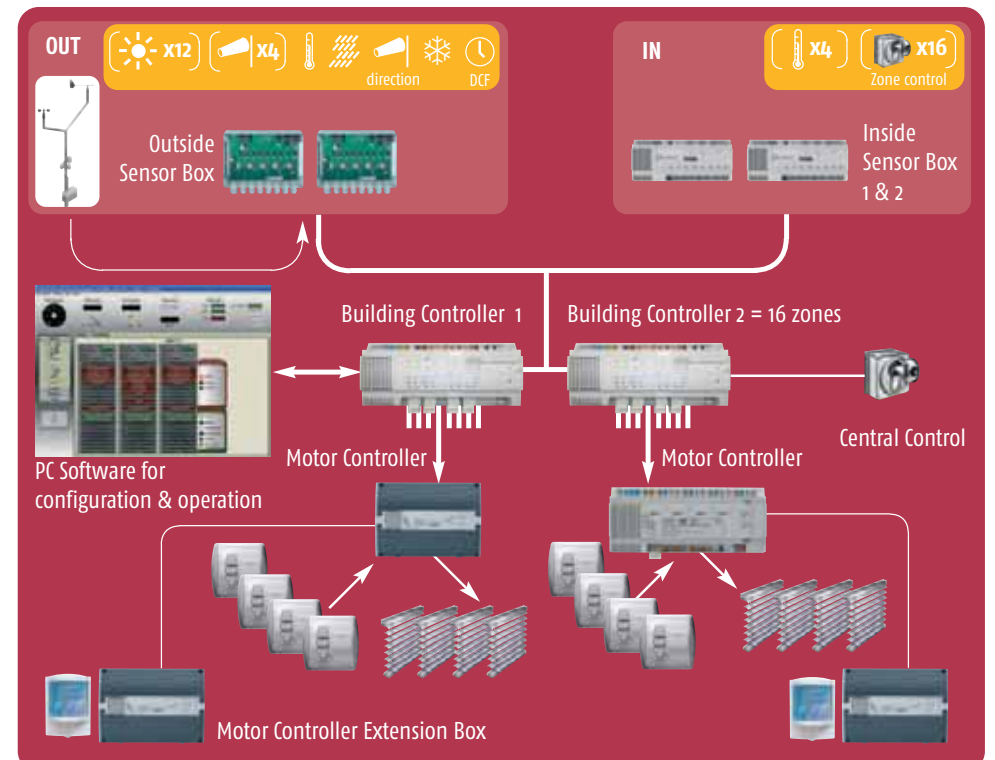 OUT
x12
x4
direction
DCF
Outside
Sensor Box
IN
x4
x16
Zone control
Inside
Sensor Box
1 & 2
Building Controller 1
Building Controller 2 = 16 zones
PC Software for
configuration & operation
Motor Controller
Motor Controller
Central Control
Motor Controller Extension Box